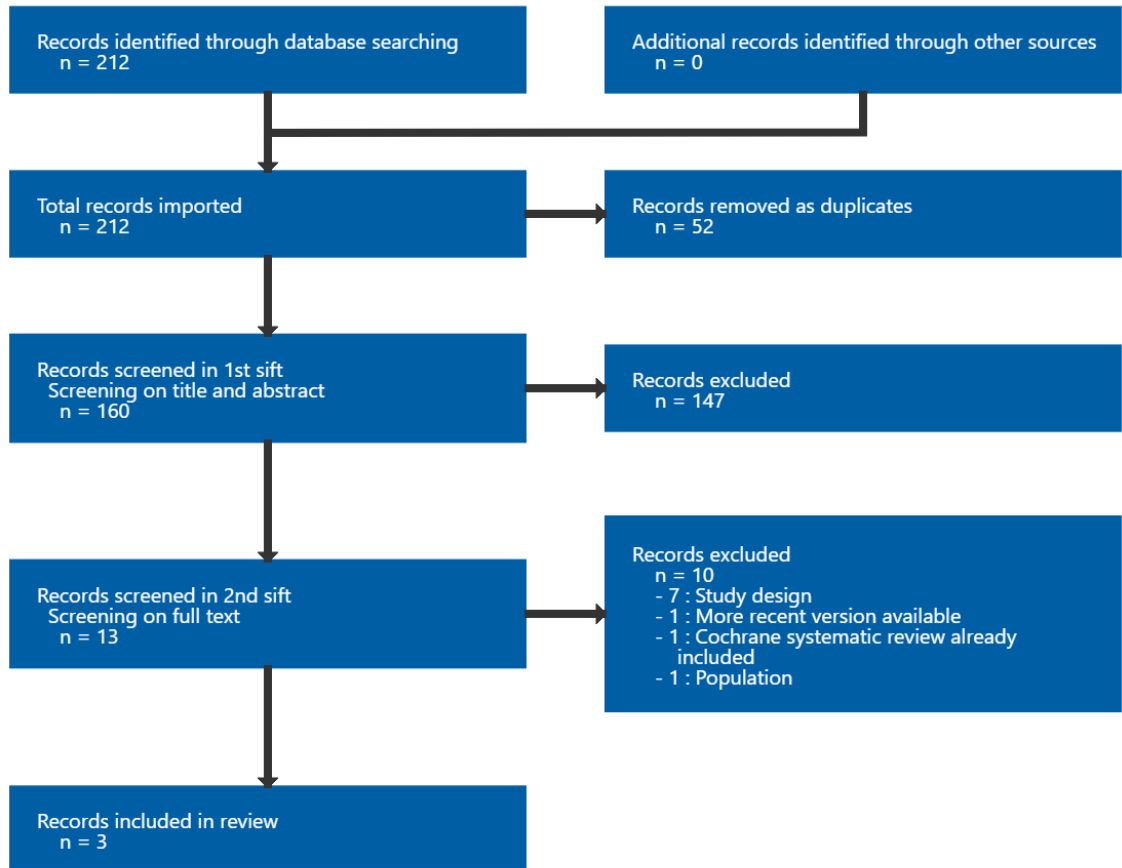 Records identified through database searching
n = 212
Additional records identified through other sources
n = 0
Total records imported
n = 212
Records removed as duplicates
n = 52
Records screened in 1st sift
Screening on title and abstract
n = 160
Records excluded
n = 147
Records screened in 2nd sift
Screening on full text
n = 13
Records excluded
n = 10
- 7 : Study design
- 1 : More recent version available
- 1 : Cochrane systematic review already
included
- 1 : Population
Records included in review
n = 3